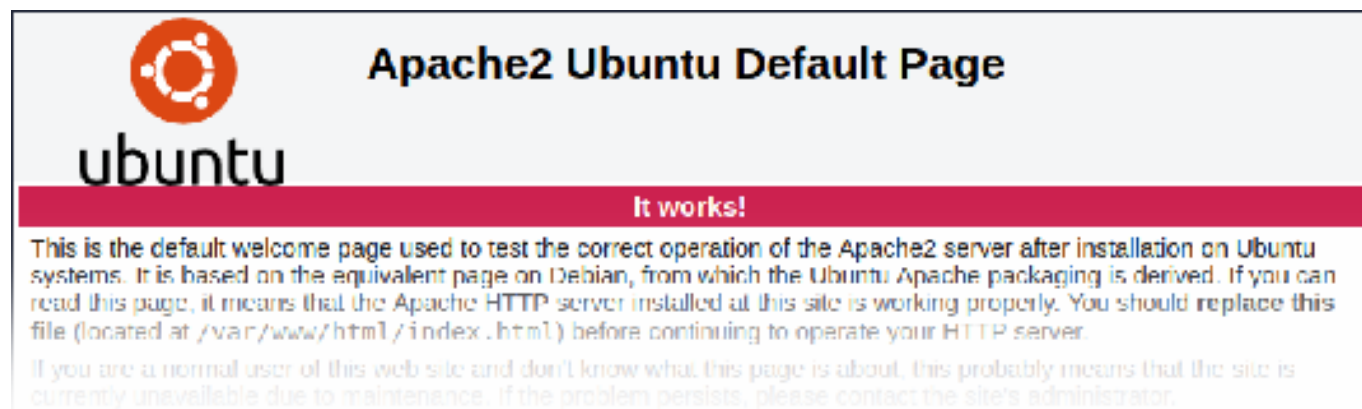 ubuntu
Apache2 Ubuntu Default Page
It works!
This is the default welcome page used to test the correct operation of the Apache2 server after installation on Ubuntu
systems. It is based on the equivalent page on Debian, from which the Ubuntu Apache packaging is derived. If you can
read this page, it means that the Apache HTTP server installed at this site is working properly. You should replace this
file (located at /var/www/html/index.html) before continuing to operate your HTTP server.
If you are a normal user of this web site and don't know what this page is about, this probably means that the site is
currently unavailable due to maintenance. If the problem persists, please contact the site's administrator.